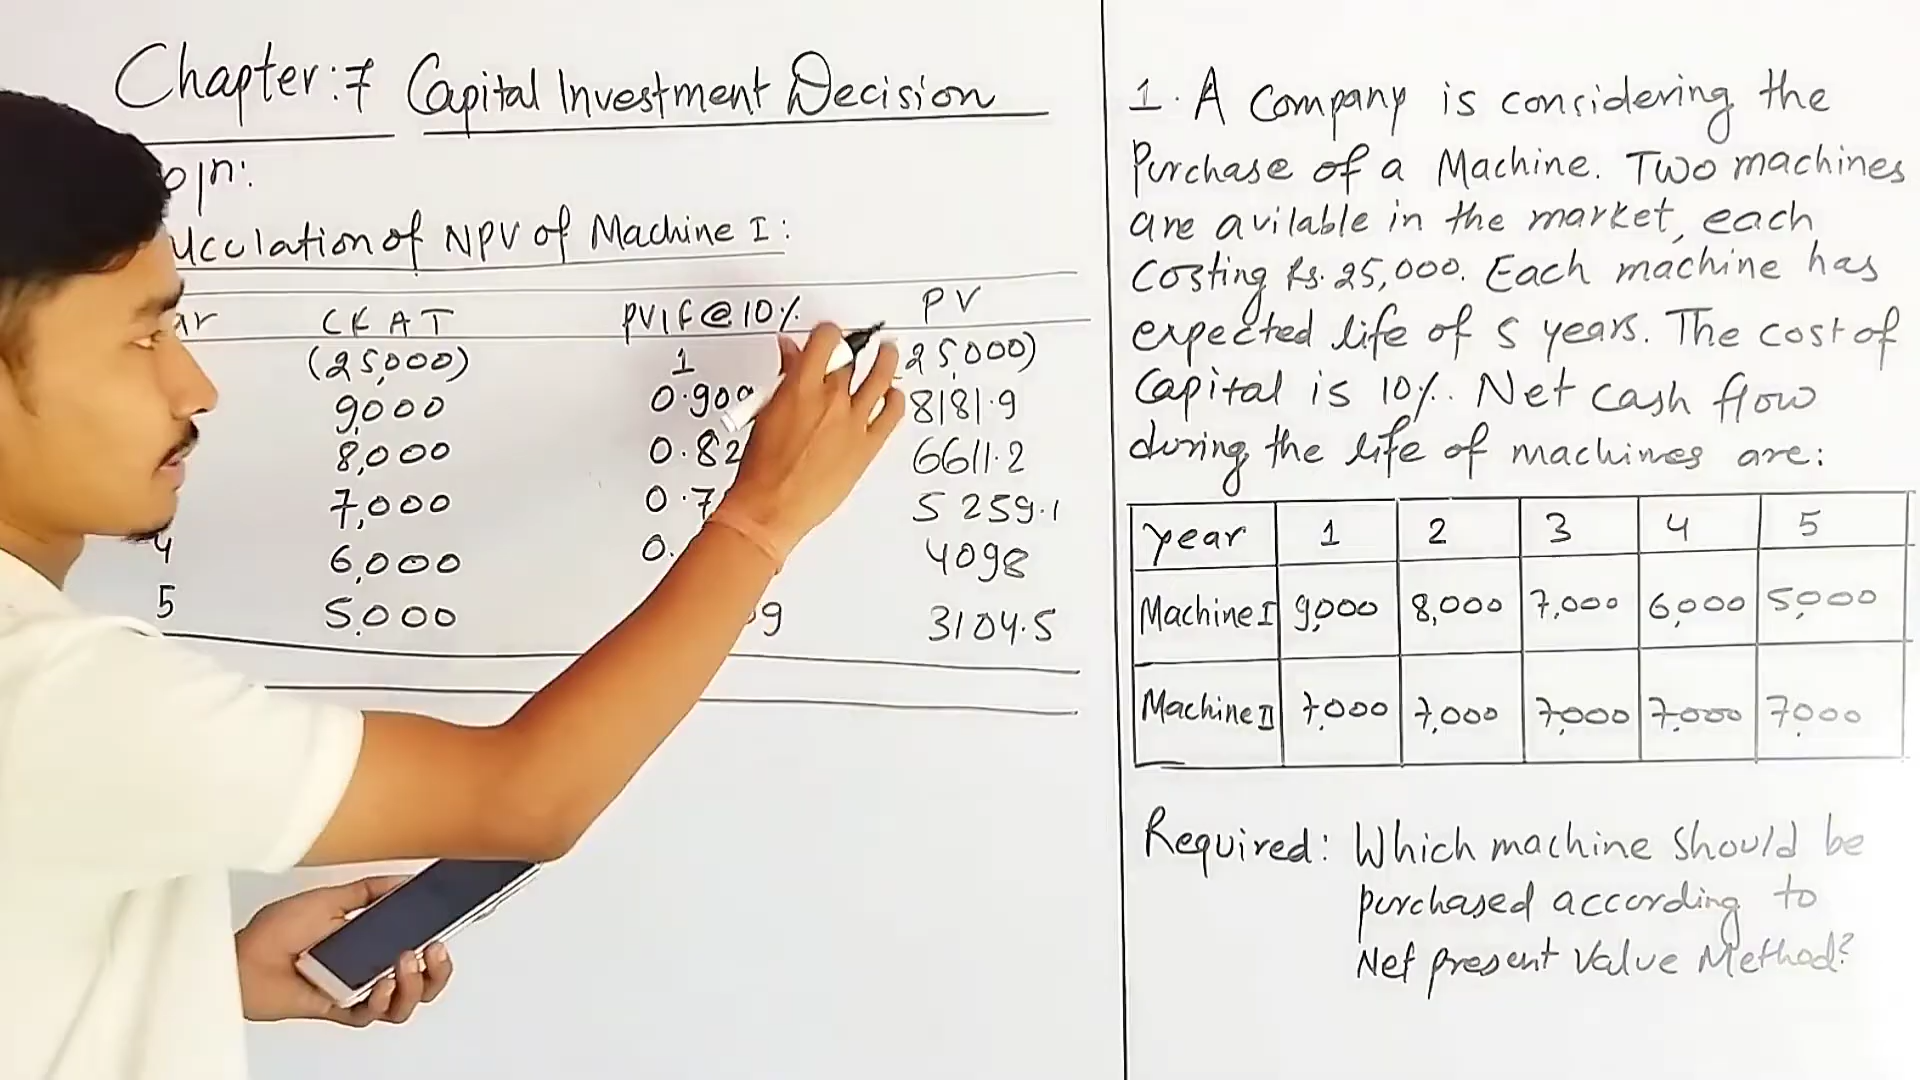 Chapter:7 Capital Investment Decision
oln:
ulculation of NPV of Machine I:
ar CFAT PVIF@10% PV
(25,000) 1 25,000)
9,000 0.909 8181.9
8,000 0.82 6611.2
7,000 0.7 5259.1
4 6,000 0. 4098
5 5,000 9 3104.5
1. A Company is considering the
Purchase of a Machine. Two machines
are avilable in the market, each
Costing Rs. 25,000. Each machine has
expected life of 5 years. The cost of
Capital is 10%. Net cash flow
during the life of machines are:
year 1 2 3 4 5
Machine I 9,000 8,000 7,000 6,000 5,000
Machine II 7,000 7,000 7,000 7,000 7,000
Required: Which machine should be
purchased according to
Net present Value Method?